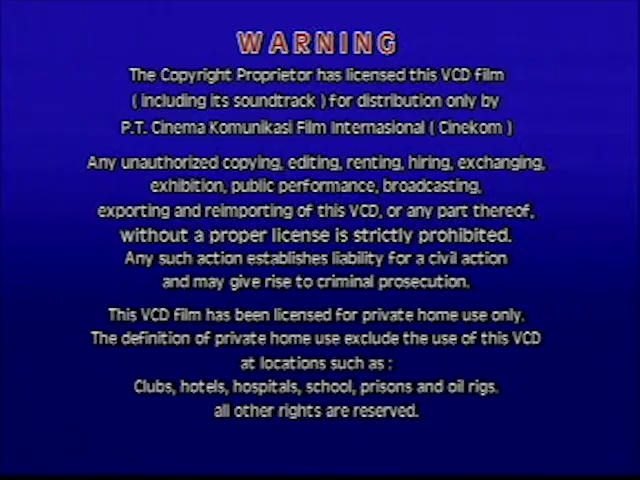 WARNING
The Copyright Proprietor has licensed this VCD film
( including its soundtrack ) for distribution only by
P.T. Cinema Komunikasi Film Internasional ( Cinekom )
Any unauthorized copying, editing, renting, hiring, exchanging,
exhibition, public performance, broadcasting,
exporting and reimporting of this VCD, or any part thereof,
without a proper license is strictly prohibited.
Any such action establishes liability for a civil action
and may give rise to criminal prosecution.
This VCD film has been licensed for private home use only.
The definition of private home use exclude the use of this VCD
at locations such as :
Clubs, hotels, hospitals, school, prisons and oil rigs.
all other rights are reserved.